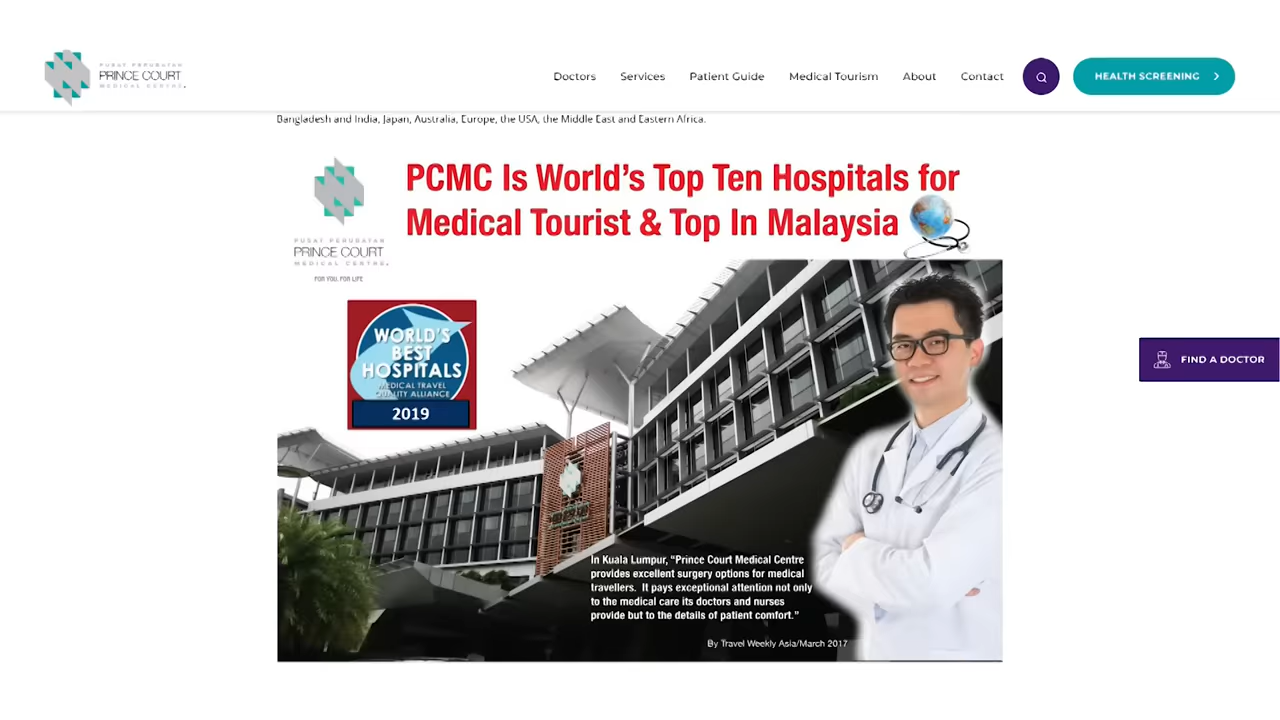 PUSAT PERUBATAN
PRINCE COURT
MEDICAL CENTRE.
Doctors
Services
Patient Guide
Medical Tourism
About
Contact
HEALTH SCREENING
Bangladesh and India, Japan, Australia, Europe, the USA, the Middle East and Eastern Africa.
PUSAT PERUBATAN
PRINCE COURT
MEDICAL CENTRE.
FOR YOU. FOR LIFE
PCMC Is World's Top Ten Hospitals for
Medical Tourist & Top In Malaysia
WORLD'S
BEST
HOSPITALS
MEDICAL TRAVEL
QUALITY ALLIANCE
2019
FIND A DOCTOR
In Kuala Lumpur, “Prince Court Medical Centre
provides excellent surgery options for medical
travellers. It pays exceptional attention not only
to the medical care its doctors and nurses
provide but to the details of patient comfort.”
By Travel Weekly Asia/March 2017